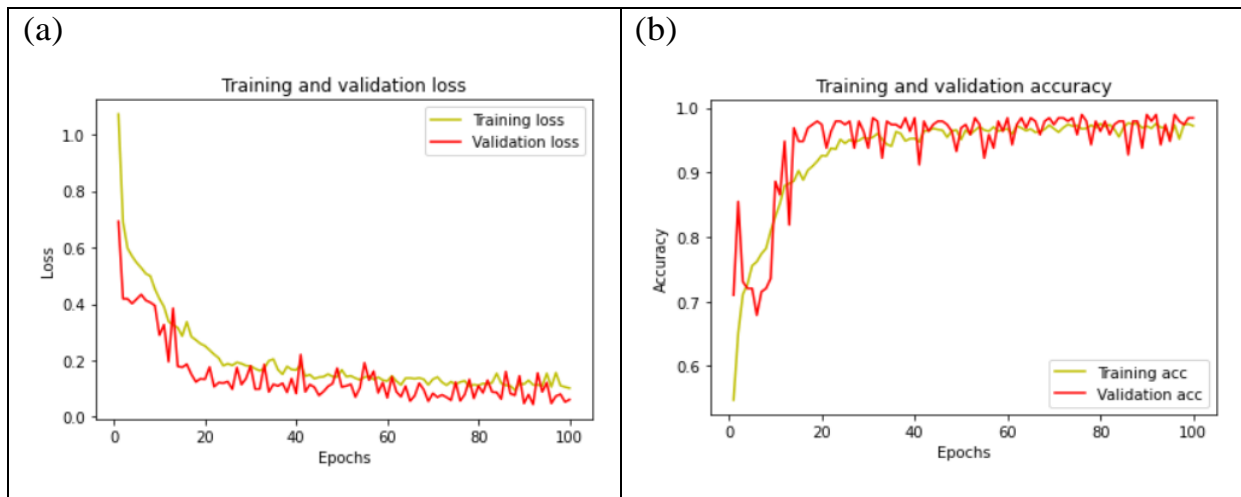 (a)
Training and validation loss
Training loss
Validation loss
1.0
0.8
0.6
0.4
0.2
0.0
Loss
0
20
40
60
80
100
Epochs
(b)
Training and validation accuracy
1.0
0.9
0.8
0.7
0.6
Accuracy
Training acc
Validation acc
0
20
40
60
80
100
Epochs